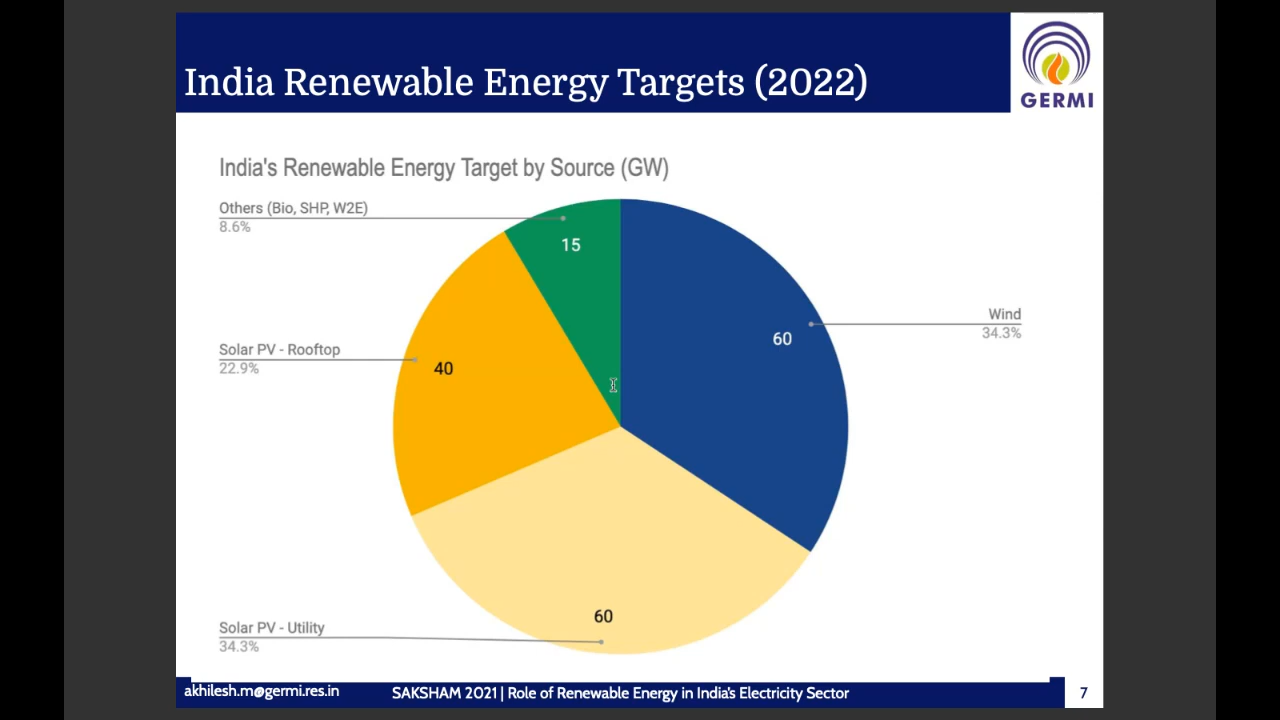 India Renewable Energy Targets (2022)
GERMI
India's Renewable Energy Target by Source (GW)
Others (Bio, SHP, W2E)
8.6%
15
Wind
34.3%
60
Solar PV - Rooftop
22.9%
40
60
Solar PV - Utility
34.3%
akhilesh.m@germi.res.in
SAKSHAM 2021 | Role of Renewable Energy in India's Electricity Sector
7